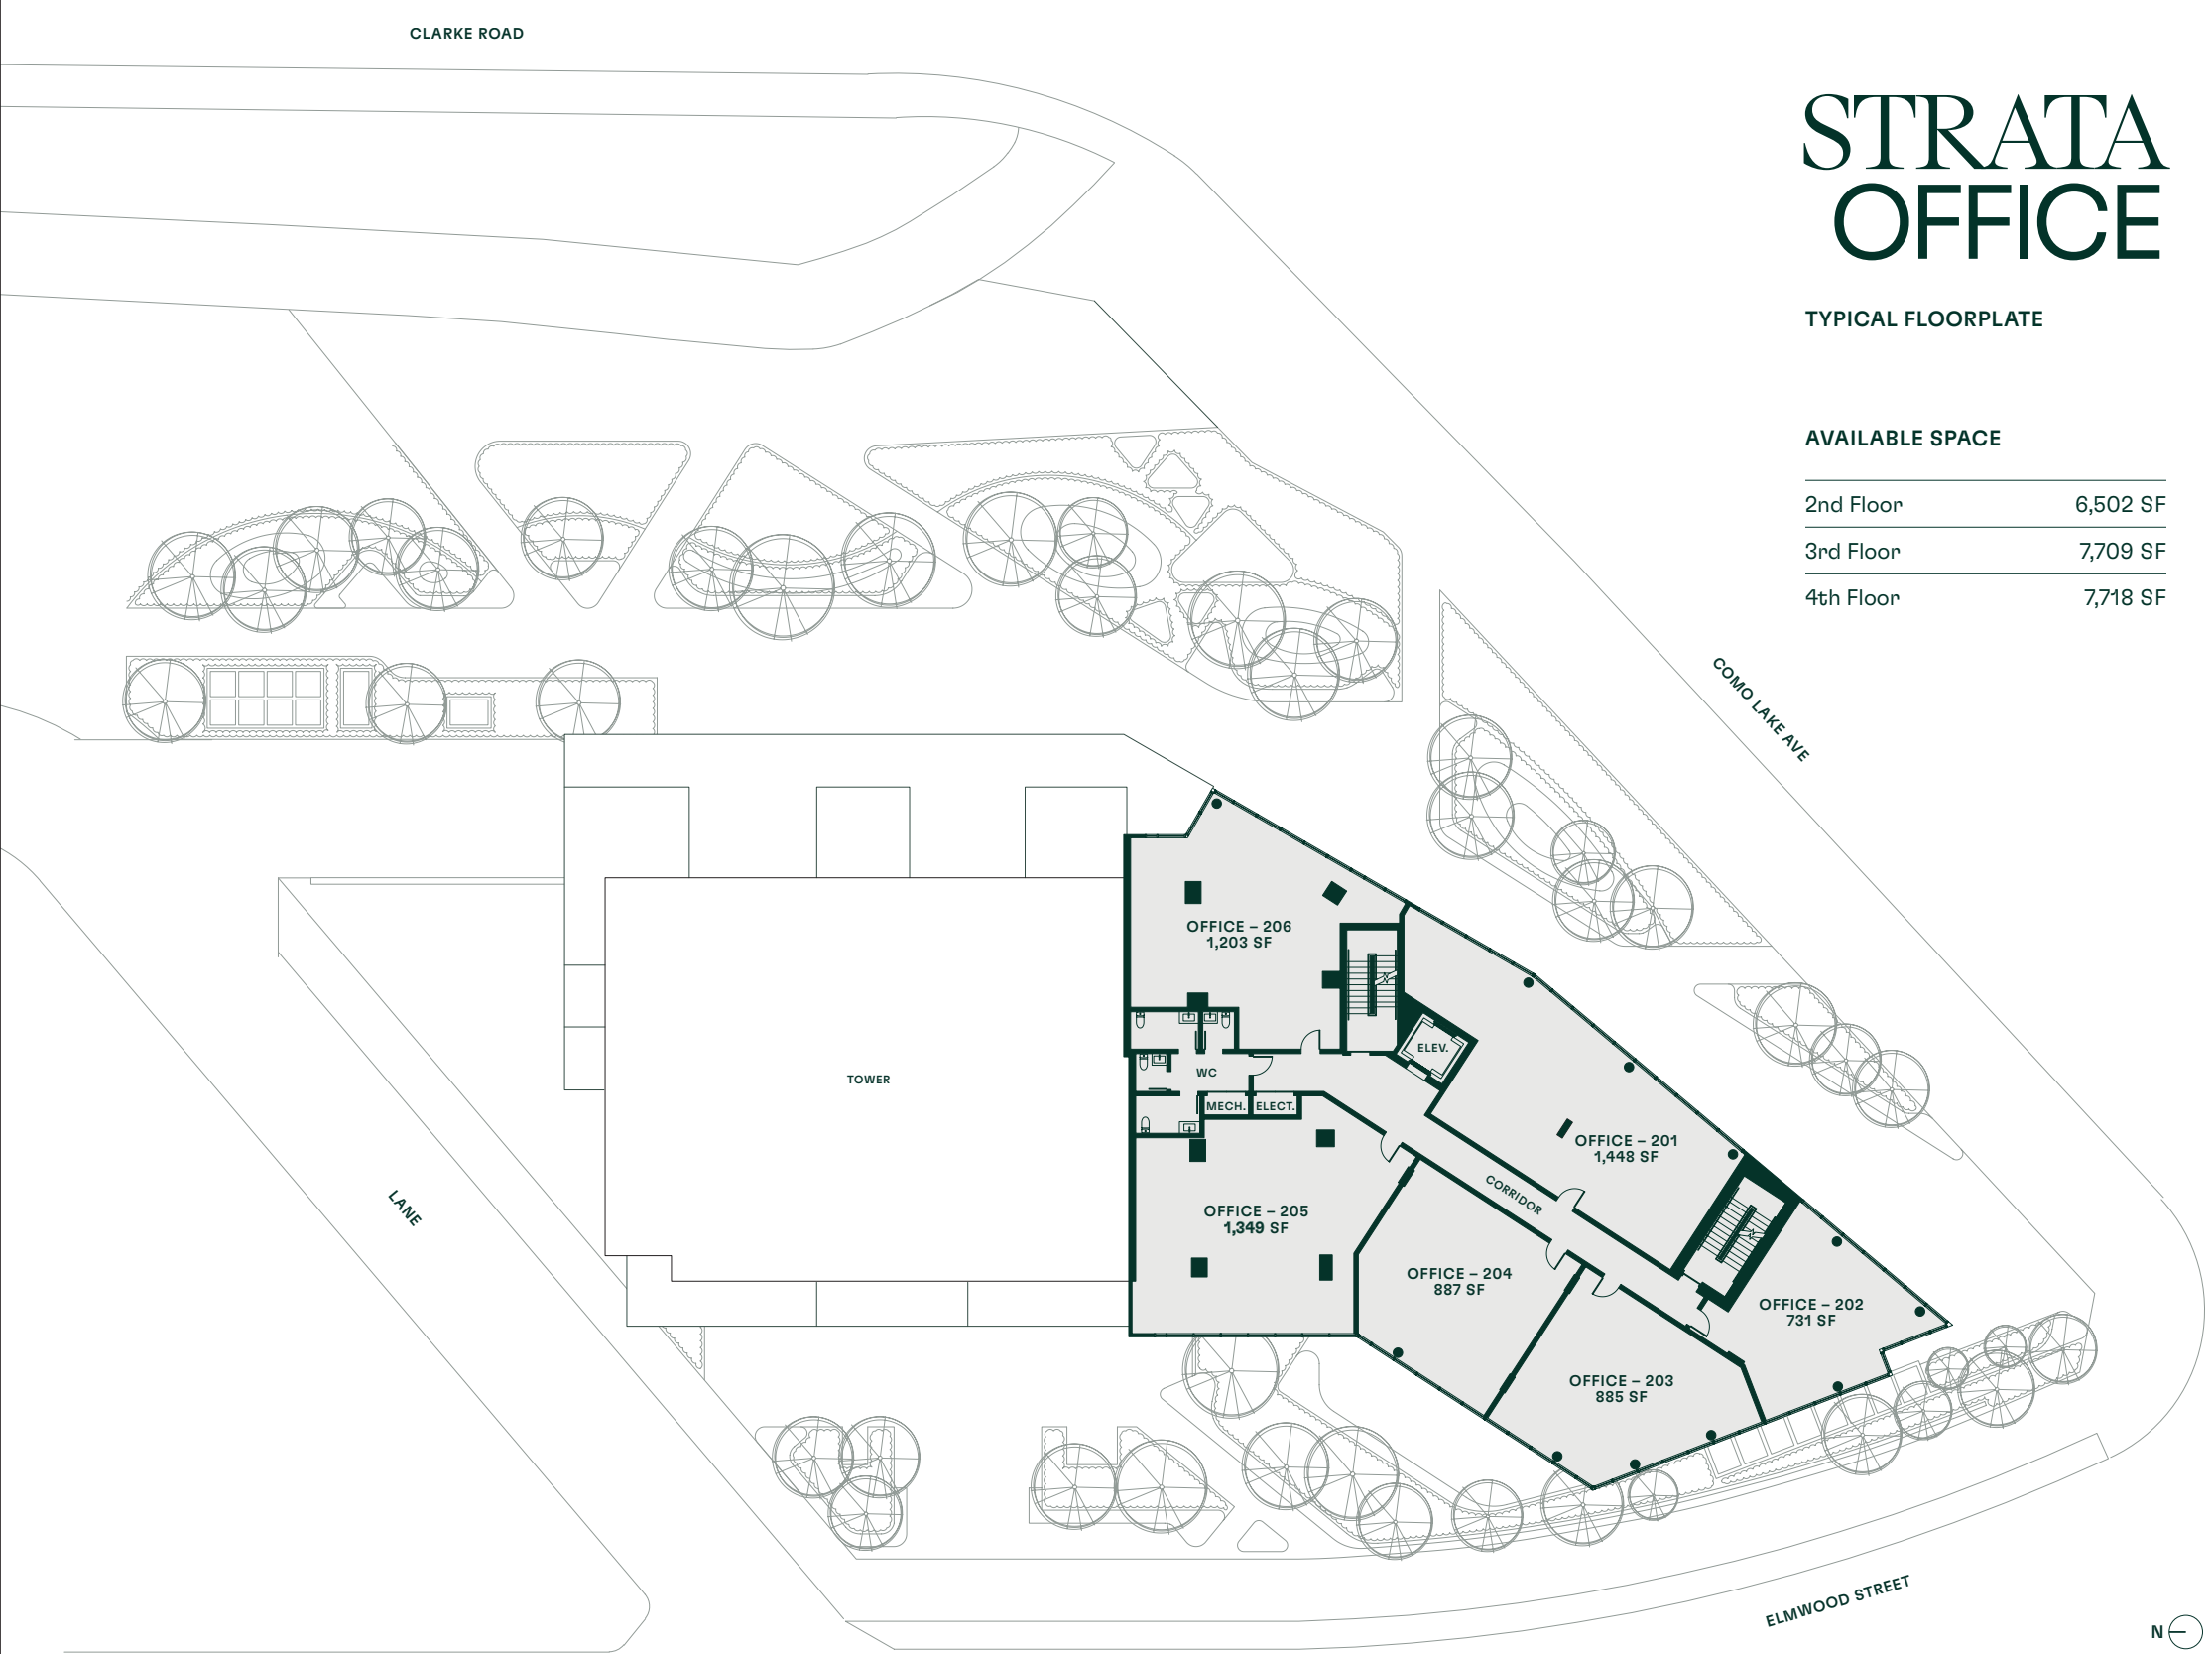 CLARKE ROAD
STRATA
OFFICE
TYPICAL FLOORPLATE
AVAILABLE SPACE
2nd Floor 6,502 SF
3rd Floor 7,709 SF
4th Floor 7,718 SF
COMO LAKE AVE
OFFICE – 206
1,203 SF
ELEV.
WC
TOWER
MECH.
ELECT.
OFFICE – 201
1,448 SF
CORRIDOR
LANE
OFFICE – 205
1,349 SF
OFFICE – 204
887 SF
OFFICE – 202
731 SF
OFFICE – 203
885 SF
ELMWOOD STREET
N